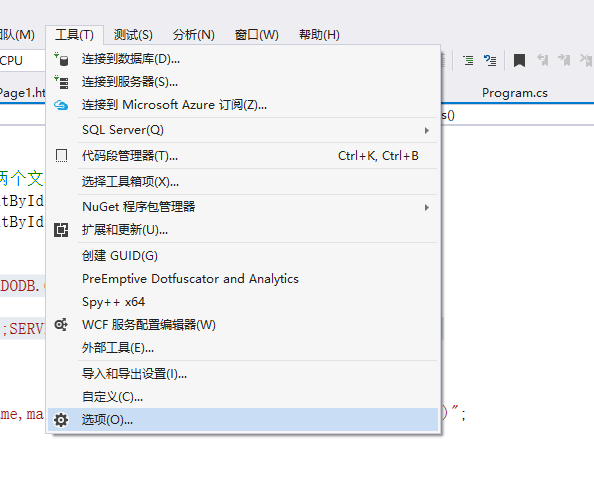 团队(M) 工具(T) 测试(S) 分析(N) 窗口(W) 帮助(H)
CPU
连接到数据库(D)...
连接到服务器(S)...
Page1.ht
Program.cs
连接到 Microsoft Azure 订阅(Z)...
s()
SQL Server(Q)
代码段管理器(T)... Ctrl+K, Ctrl+B
两个文
选择工具箱项(X)...
ntById
NuGet 程序包管理器
ntById
扩展和更新(U)...
创建 GUID(G)
PreEmptive Dotfuscator and Analytics
DODB.
Spy++ x64
;SERV
WCF 服务配置编辑器(W)
外部工具(E)...
导入和导出设置(I)...
自定义(C)...
me,ma )";
选项(O)...